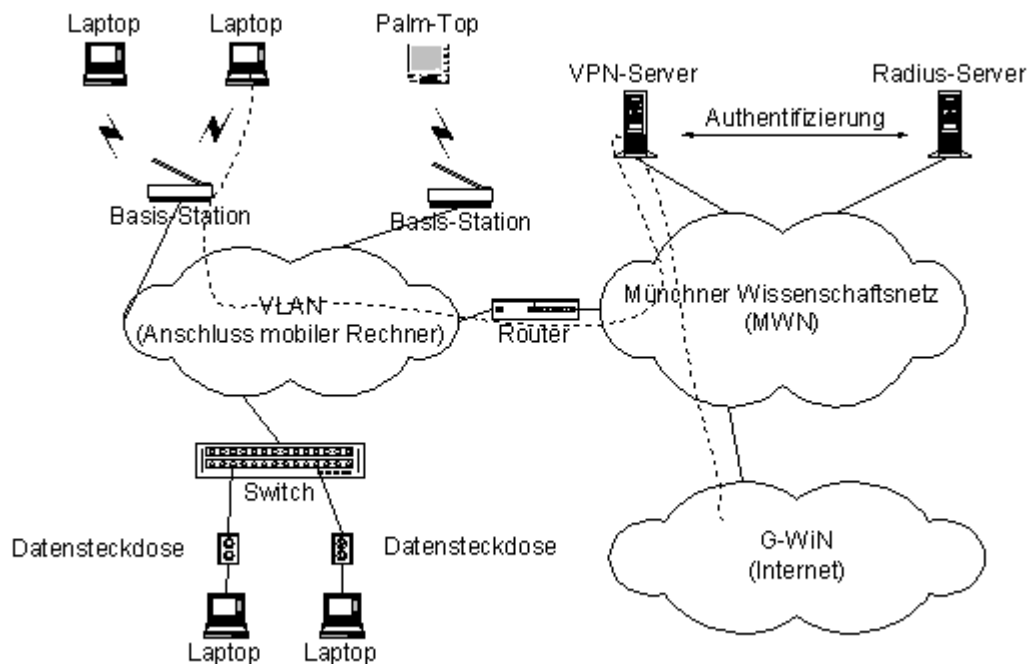 Laptop
Laptop
Palm-Top
VPN-Server
Radius-Server
Authentifizierung
Basis-Station
Basis-Station
VLAN
(Anschluss mobiler Rechner)
Router
Münchner Wissenschaftsnetz
(MWN)
Switch
Datensteckdose
Datensteckdose
G-WiN
(Internet)
Laptop
Laptop